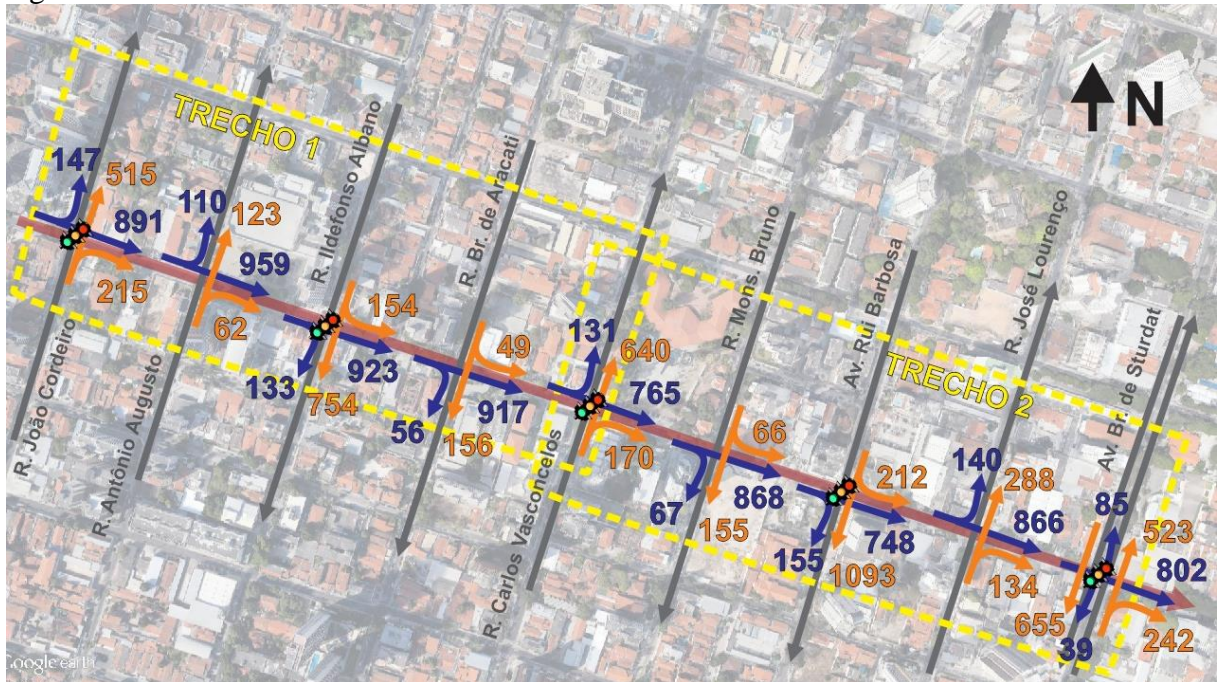 TRECHO 1
N
147
515
891
215
R. João Cordeiro
110
123
959
62
R. Antônio Augusto
R. Ildefonso Albano
154
133
923
754
R. Br. de Aracati
49
56
917
156
131
640
765
170
R. Carlos Vasconcelos
R. Mons. Bruno
66
67
868
155
Av. Rui Barbosa
212
155
748
1093
TRECHO 2
R. José Lourenço
140
288
866
134
Av. Br. de Sturdat
85
523
802
655
39
242
Google earth